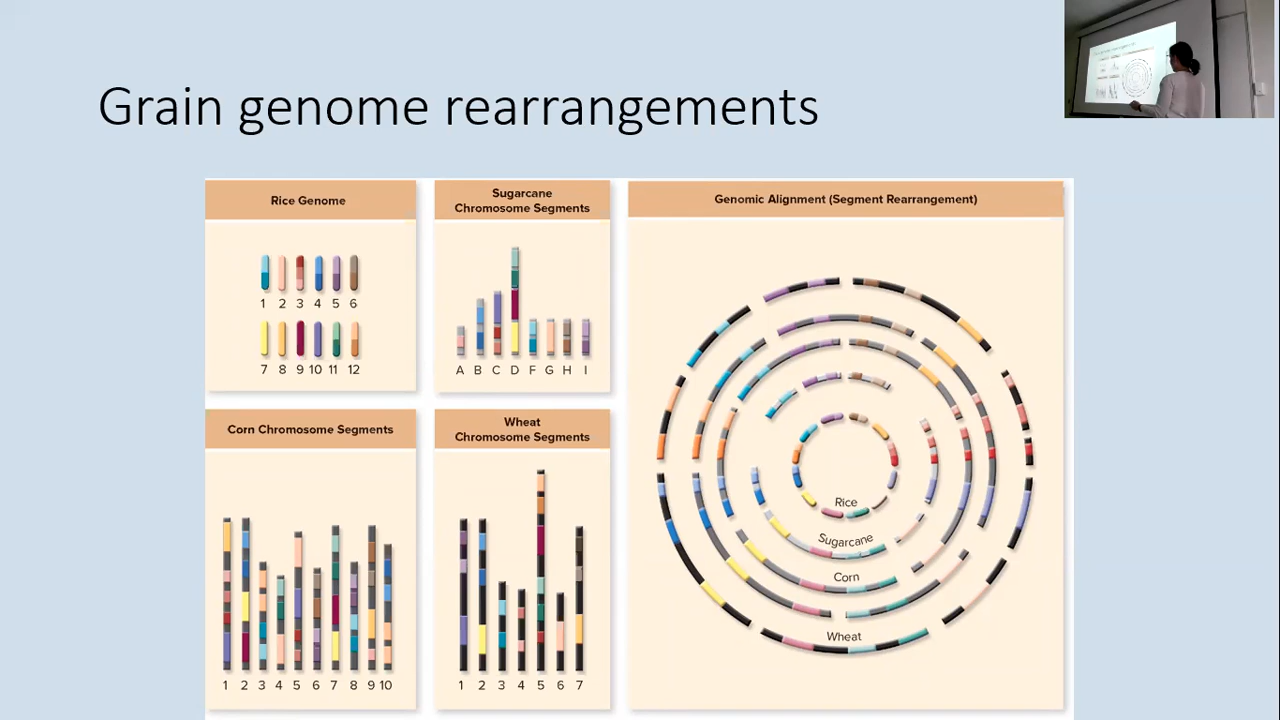 Grain genome rearrangements
Rice Genome
1 2 3 4 5 6
7 8 9 10 11 12
Sugarcane
Chromosome Segments
A B C D F G H I
Corn Chromosome Segments
1 2 3 4 5 6 7 8 9 10
Wheat
Chromosome Segments
1 2 3 4 5 6 7
Genomic Alignment (Segment Rearrangement)
Rice
Sugarcane
Corn
Wheat